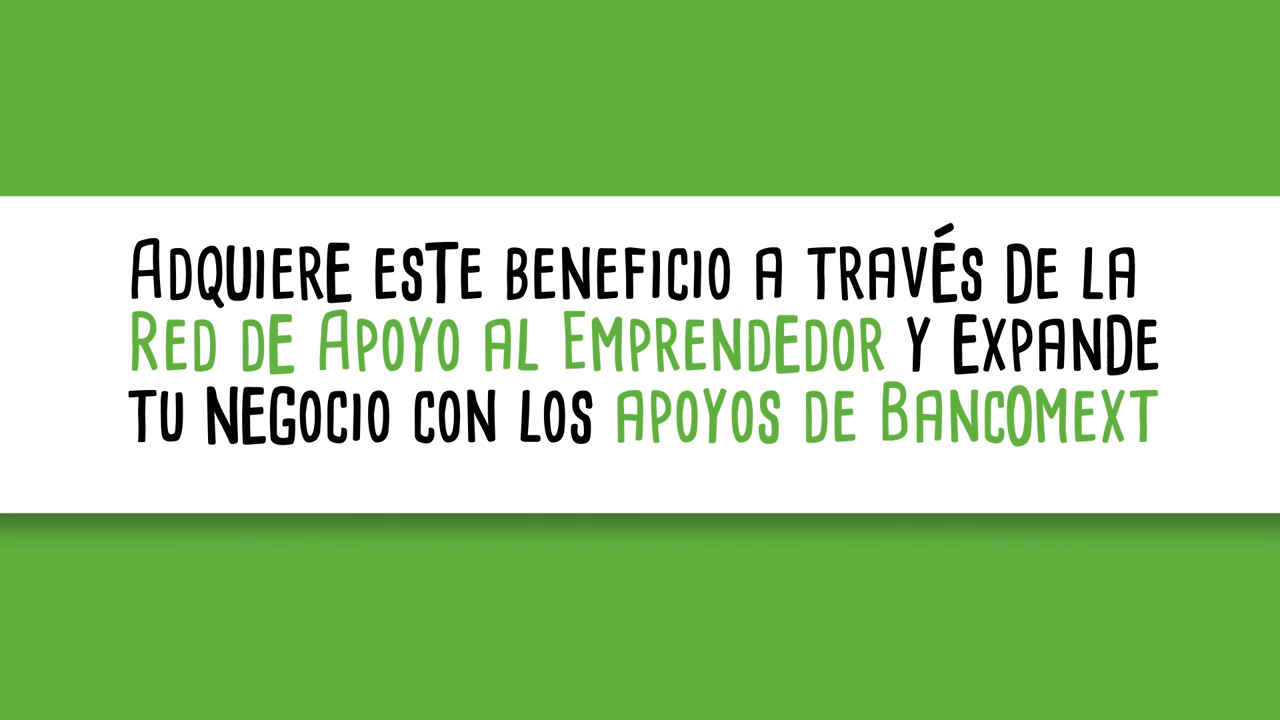 Adquiere este beneficio a través de la
Red de Apoyo al Emprendedor y Expande
tu negocio con los apoyos de Bancomext